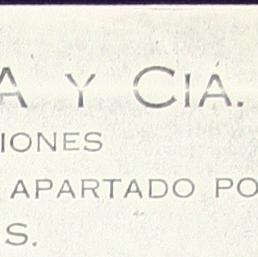 A Y CIA.
IONES
APARTADO PO
S.